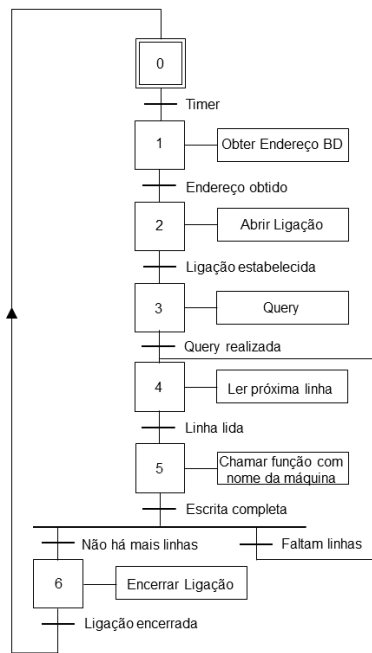 0
Timer
1
Obter Endereço BD
Endereço obtido
2
Abrir Ligação
Ligação estabelecida
3
Query
Query realizada
4
Ler próxima linha
Linha lida
5
Chamar função com
nome da máquina
Escrita completa
Não há mais linhas
Faltam linhas
6
Encerrar Ligação
Ligação encerrada